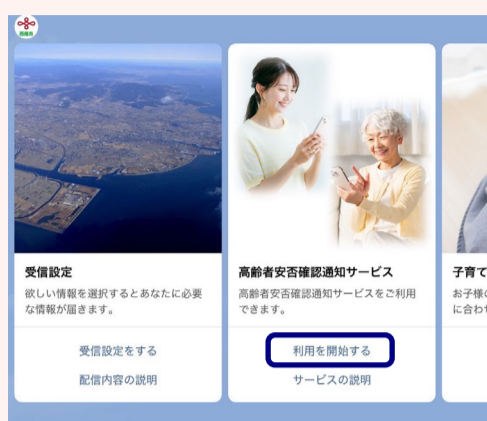 受信設定
欲しい情報を選択するとあなたに必要
な情報が届きます。
受信設定をする
配信内容の説明
高齢者安否確認通知サービス
高齢者安否確認通知サービスをご利用
できます。
利用を開始する
サービスの説明
子育て
お子様の
に合わせ